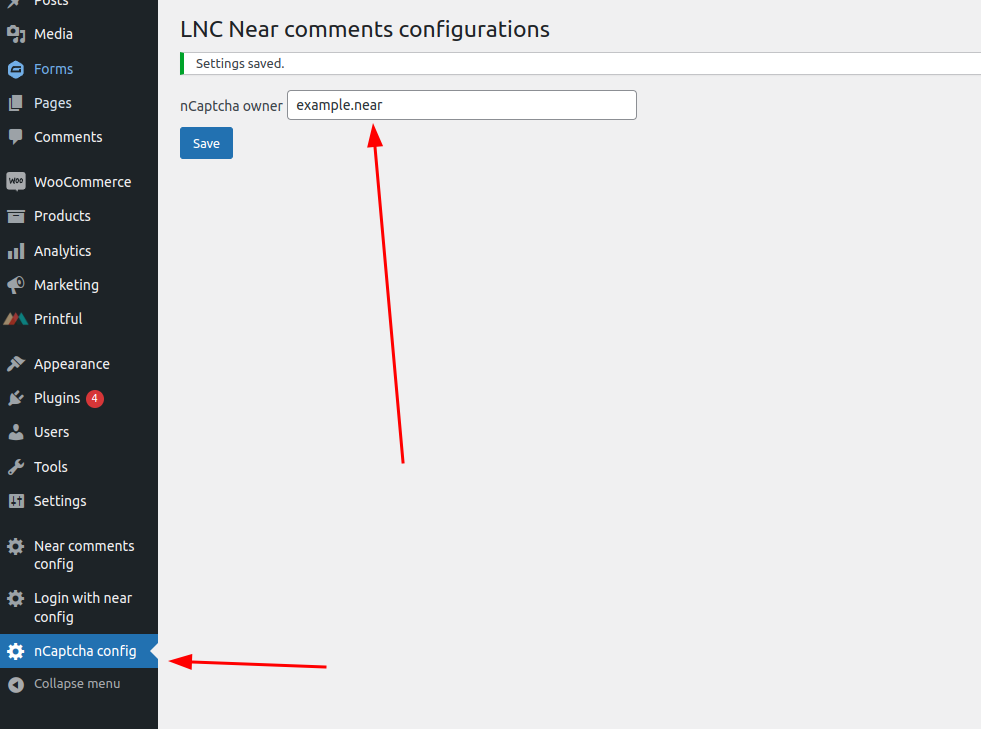 Posts
Media
Forms
Pages
Comments
WOO
WooCommerce
Products
Analytics
Marketing
Printful
Appearance
Plugins 4
Users
Tools
Settings
Near comments
config
Login with near
config
nCaptcha config
Collapse menu
LNC Near comments configurations
Settings saved.
nCaptcha owner example.near
Save